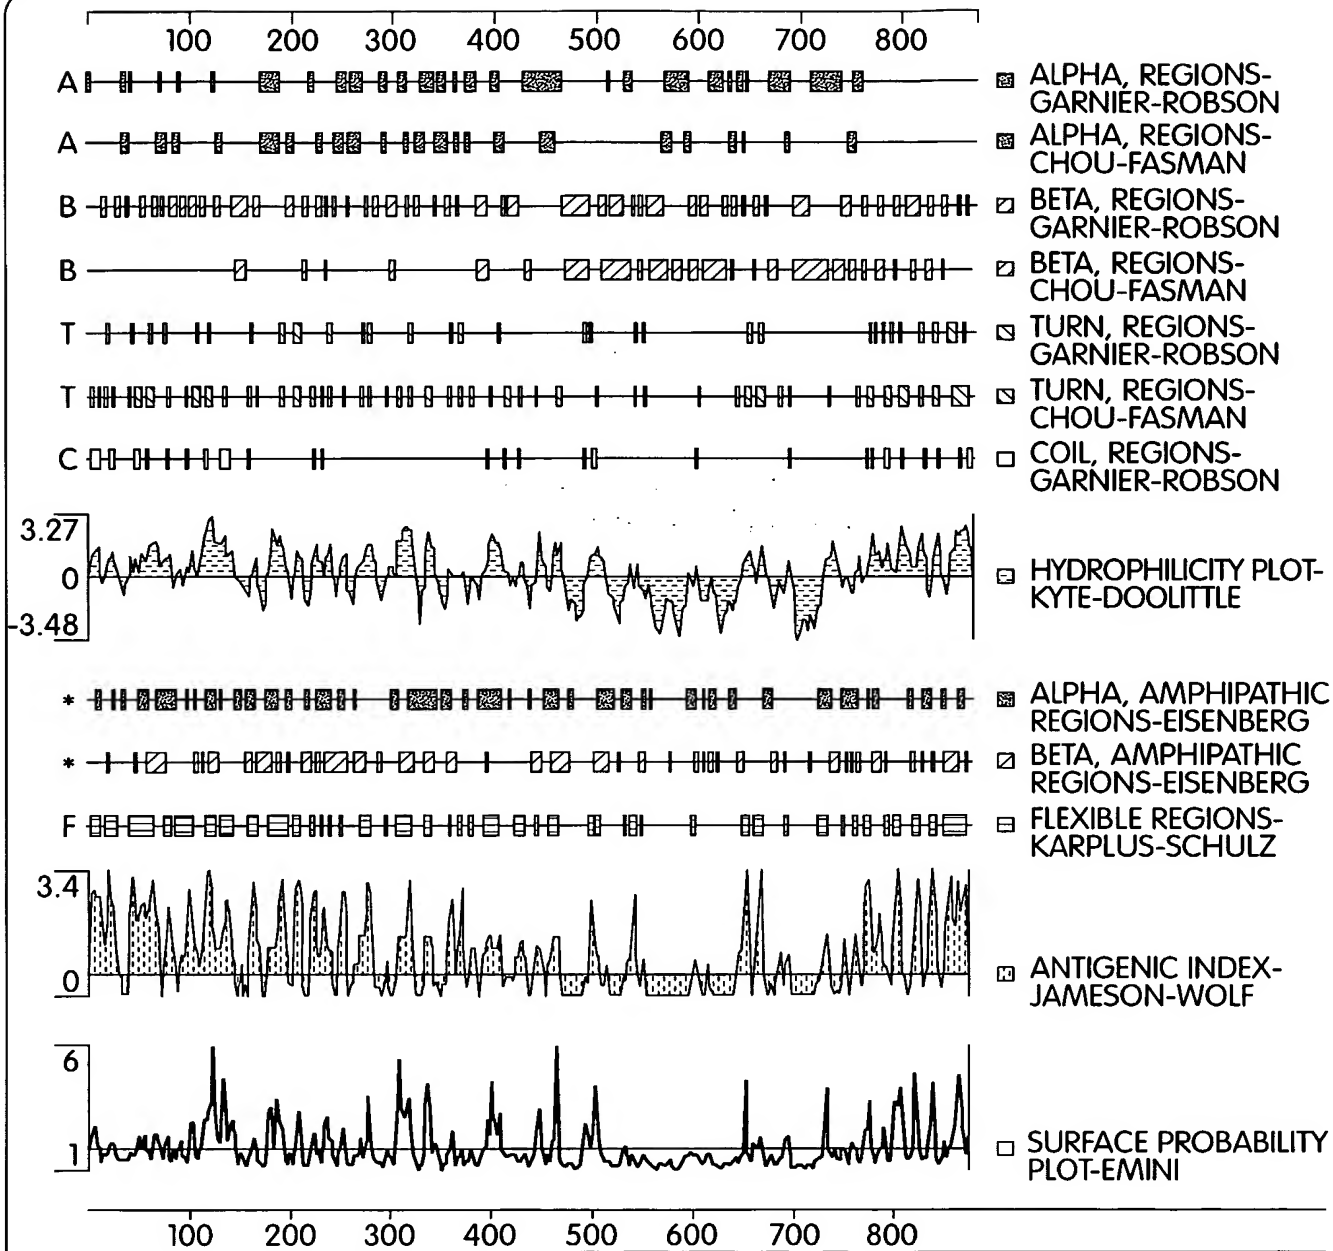 100 200 300 400 500 600 700 800
A ALPHA, REGIONS-
GARNIER-ROBSON
A ALPHA, REGIONS-
CHOU-FASMAN
B BETA, REGIONS-
GARNIER-ROBSON
B BETA, REGIONS-
CHOU-FASMAN
T TURN, REGIONS-
GARNIER-ROBSON
T TURN, REGIONS-
CHOU-FASMAN
C COIL, REGIONS-
GARNIER-ROBSON
3.27
0
-3.48
HYDROPHILICITY PLOT-
KYTE-DOOLITTLE
* ALPHA, AMPHIPATHIC
REGIONS-EISENBERG
* BETA, AMPHIPATHIC
REGIONS-EISENBERG
F FLEXIBLE REGIONS-
KARPLUS-SCHULZ
3.4
0
ANTIGENIC INDEX-
JAMESON-WOLF
6
1
SURFACE PROBABILITY
PLOT-EMINI
100 200 300 400 500 600 700 800